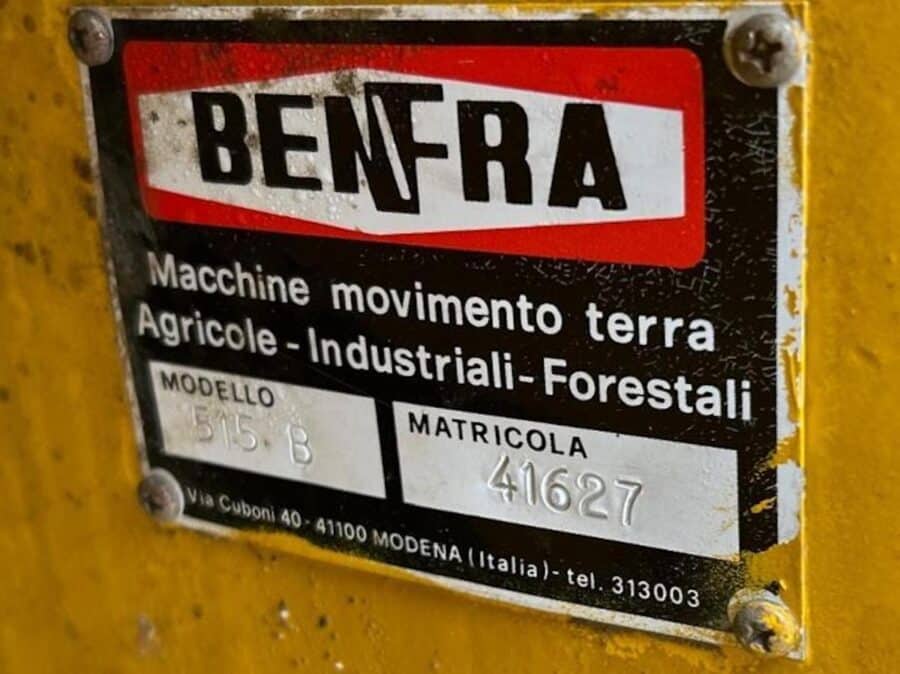 BENFRA
Macchine movimento terra
Agricole - Industriali - Forestali
MODELLO
515 B
MATRICOLA
41627
Via Cuboni 40 - 41100 MODENA (Italia) - tel. 313003